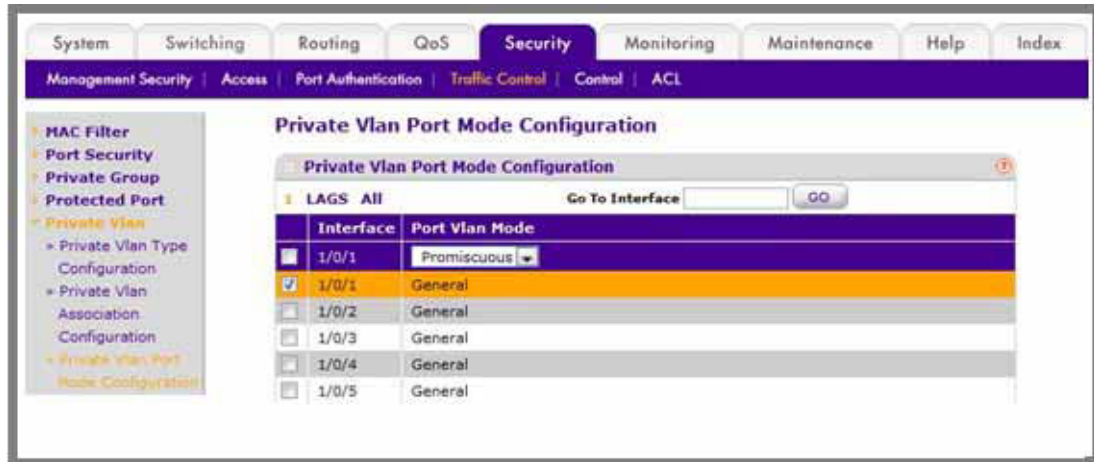 System Switching Routing QoS Security Monitoring Maintenance Help Index
Management Security | Access | Port Authentication | Traffic Control | Control | ACL
MAC Filter
Port Security
Private Group
Protected Port
Private Vlan
» Private Vlan Type
Configuration
» Private Vlan
Association
Configuration
» Private Vlan Port
Mode Configuration
Private Vlan Port Mode Configuration
Private Vlan Port Mode Configuration
1 LAGS All Go To Interface GO
Interface Port Vlan Mode
1/0/1 Promiscuous
1/0/1 General
1/0/2 General
1/0/3 General
1/0/4 General
1/0/5 General